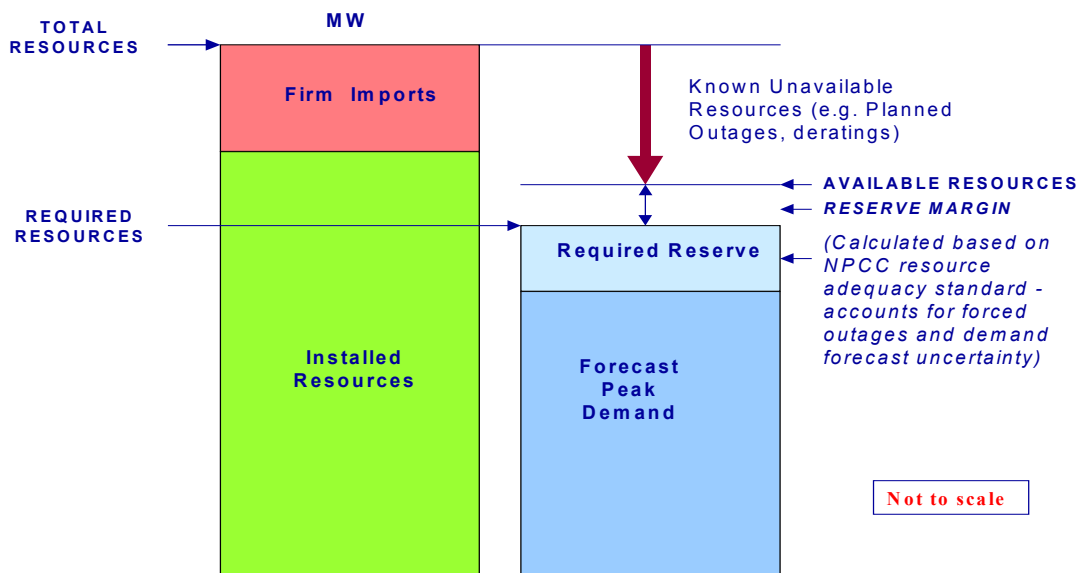 MW
TOTAL
RESOURCES
Firm Imports
Known Unavailable
Resources (e.g. Planned
Outages, deratings)
AVAILABLE RESOURCES
RESERVE MARGIN
REQUIRED
RESOURCES
Required Reserve
(Calculated based on
NPCC resource
adequacy standard -
accounts for forced
outages and demand
forecast uncertainty)
Installed
Resources
Forecast
Peak
Demand
Not to scale